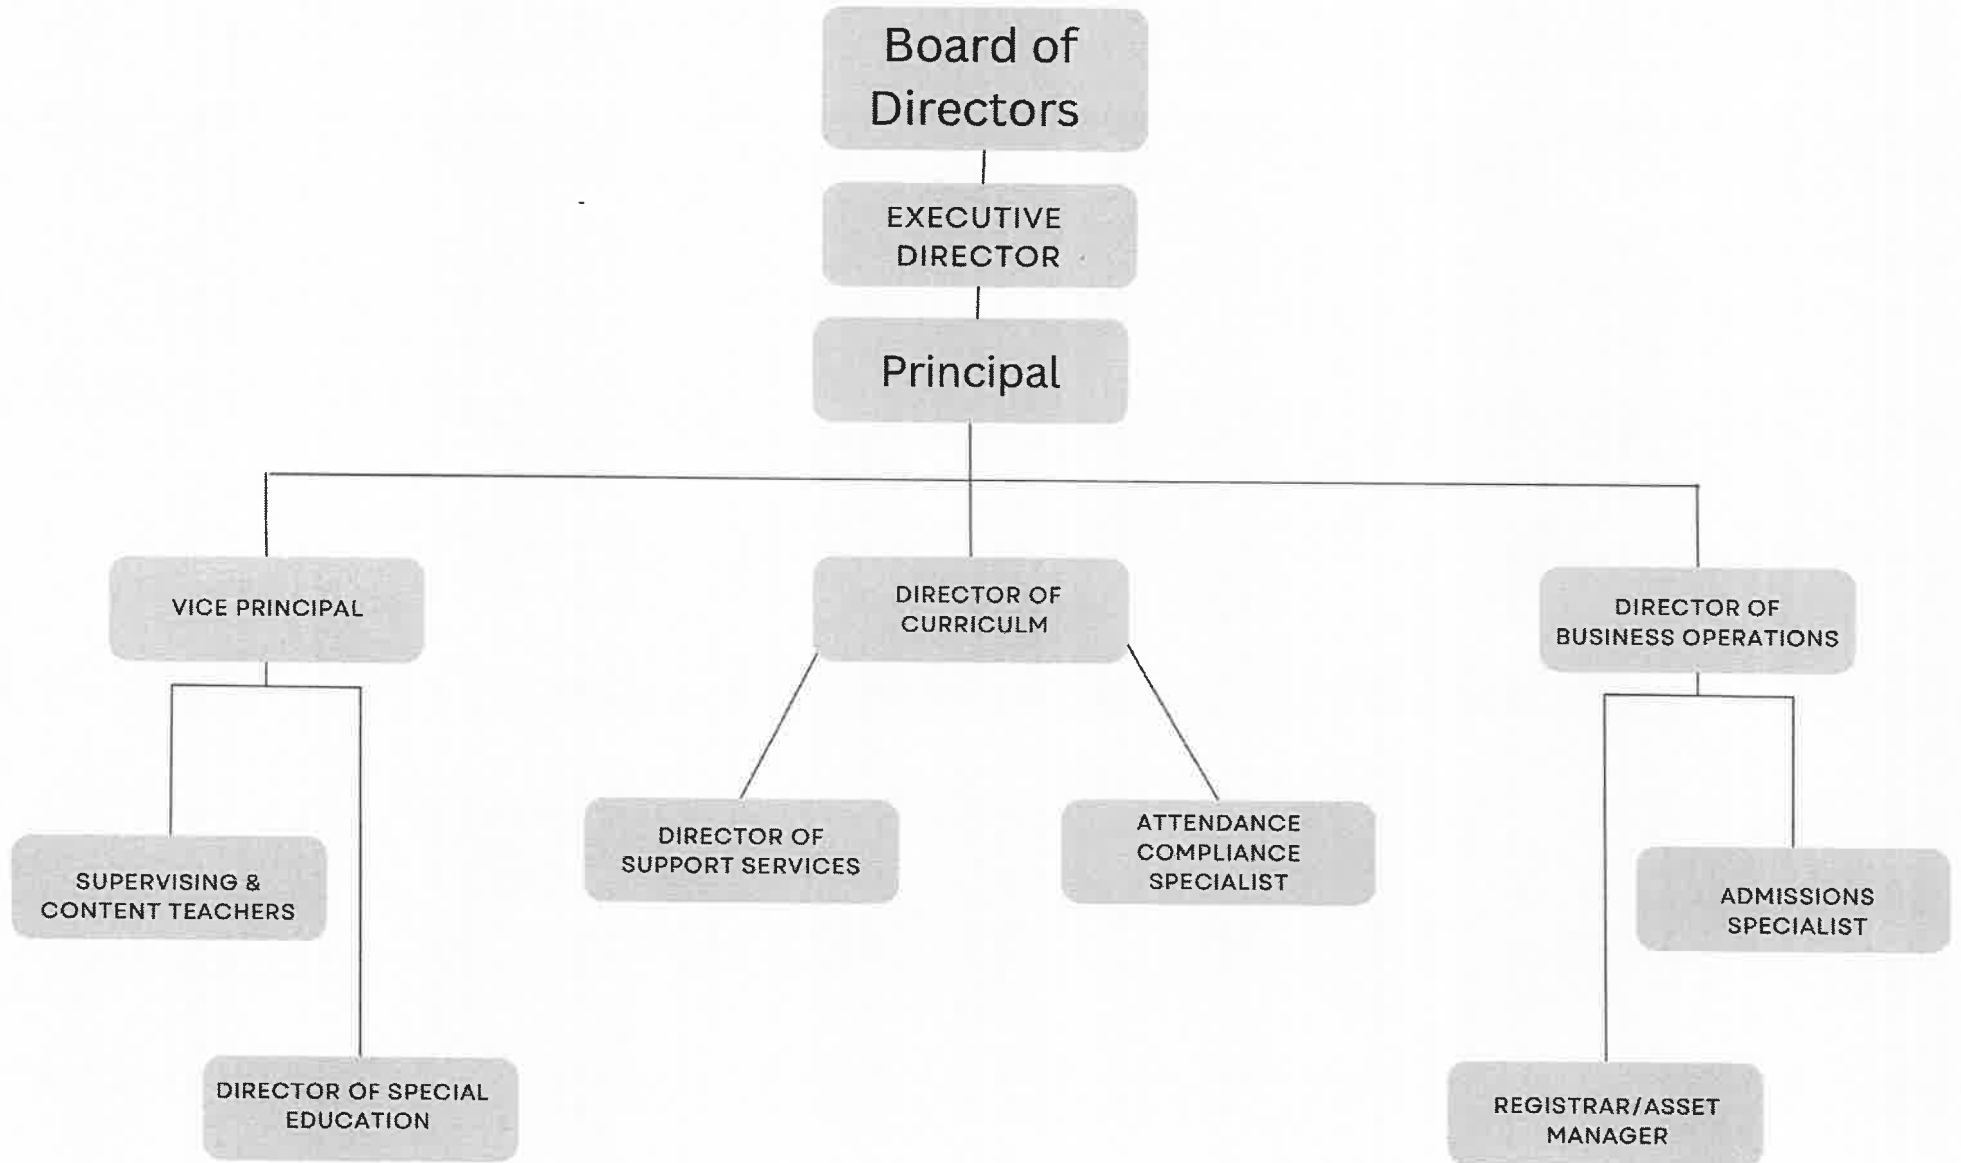 Board of
Directors
EXECUTIVE
DIRECTOR
Principal
VICE PRINCIPAL
DIRECTOR OF
CURRICULM
DIRECTOR OF
BUSINESS OPERATIONS
SUPERVISING &
CONTENT TEACHERS
DIRECTOR OF
SUPPORT SERVICES
ATTENDANCE
COMPLIANCE
SPECIALIST
ADMISSIONS
SPECIALIST
DIRECTOR OF SPECIAL
EDUCATION
REGISTRAR/ASSET
MANAGER